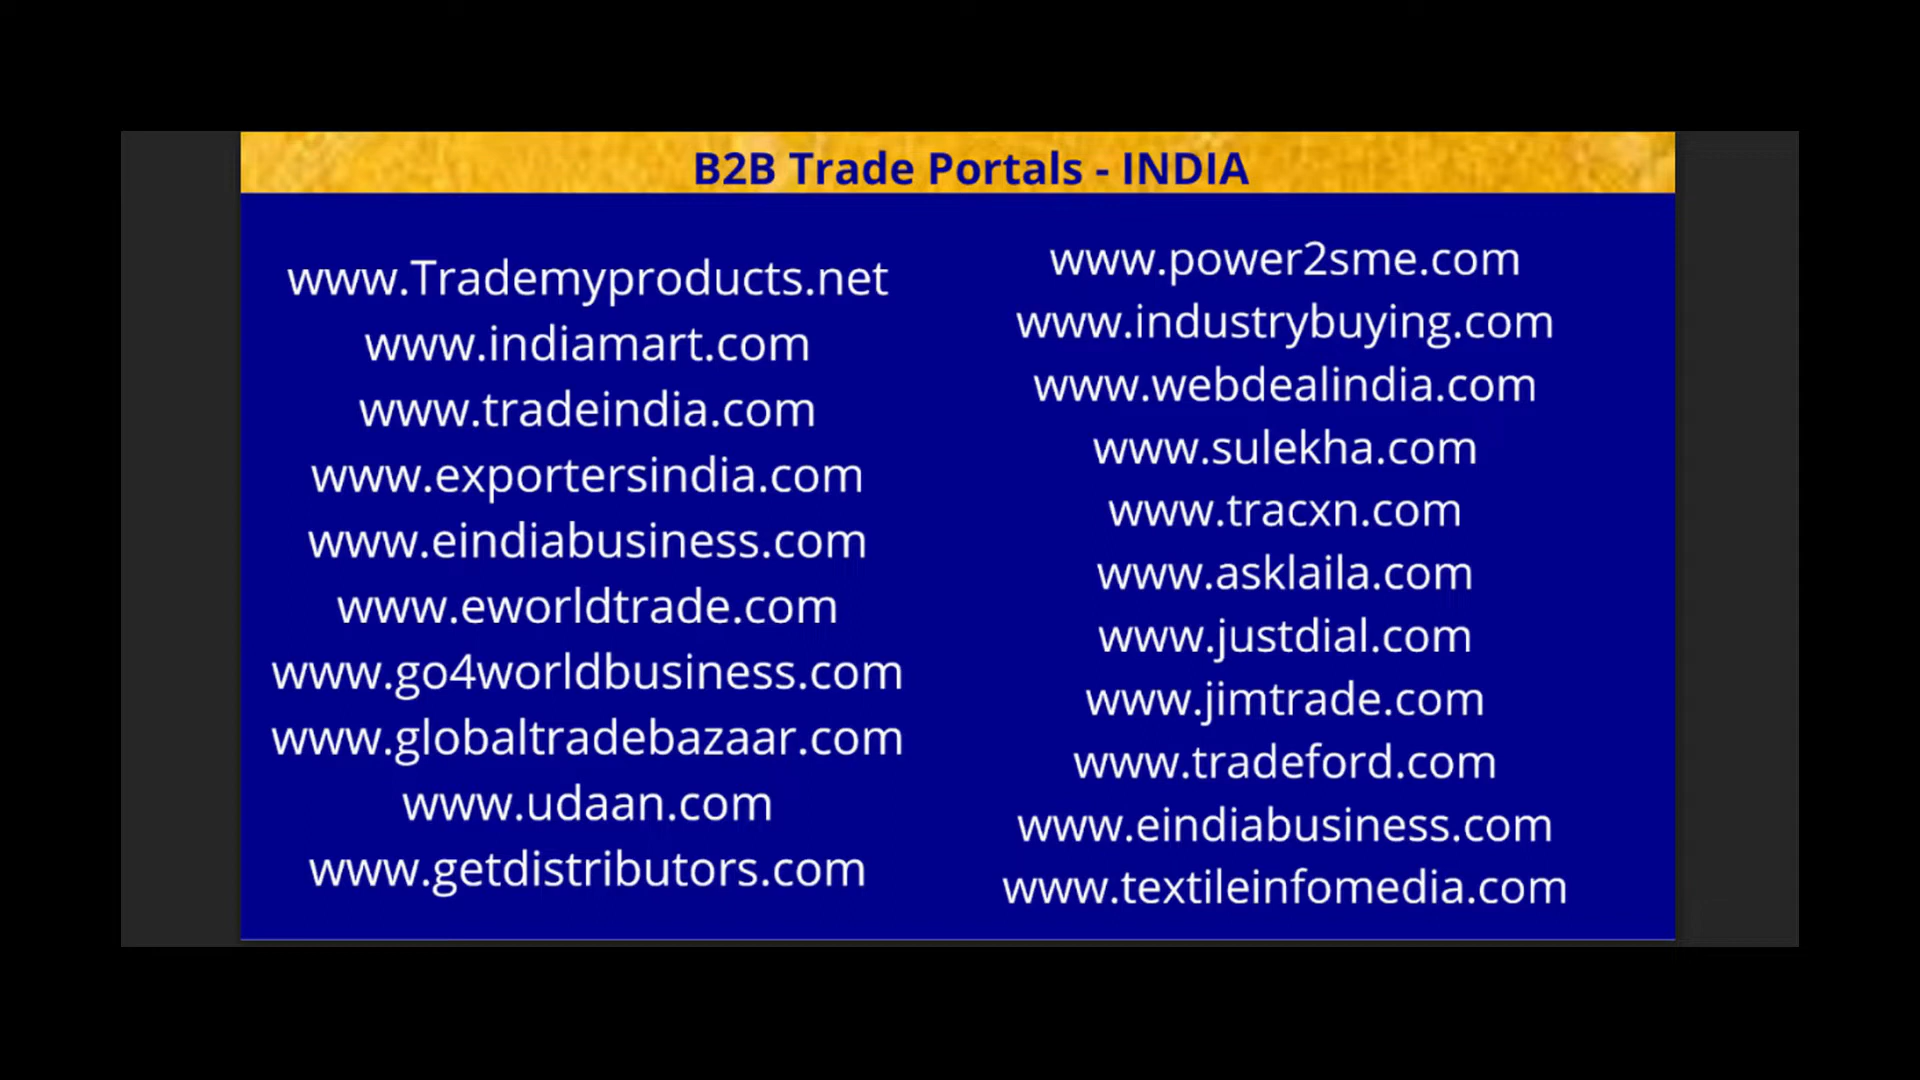 B2B Trade Portals - INDIA
www.Trademyproducts.net
www.indiamart.com
www.tradeindia.com
www.exportersindia.com
www.eindiabusiness.com
www.eworldtrade.com
www.go4worldbusiness.com
www.globaltradebazaar.com
www.udaan.com
www.getdistributors.com
www.power2sme.com
www.industrybuying.com
www.webdealindia.com
www.sulekha.com
www.tracxn.com
www.asklaila.com
www.justdial.com
www.jimtrade.com
www.tradeford.com
www.eindiabusiness.com
www.textileinfomedia.com